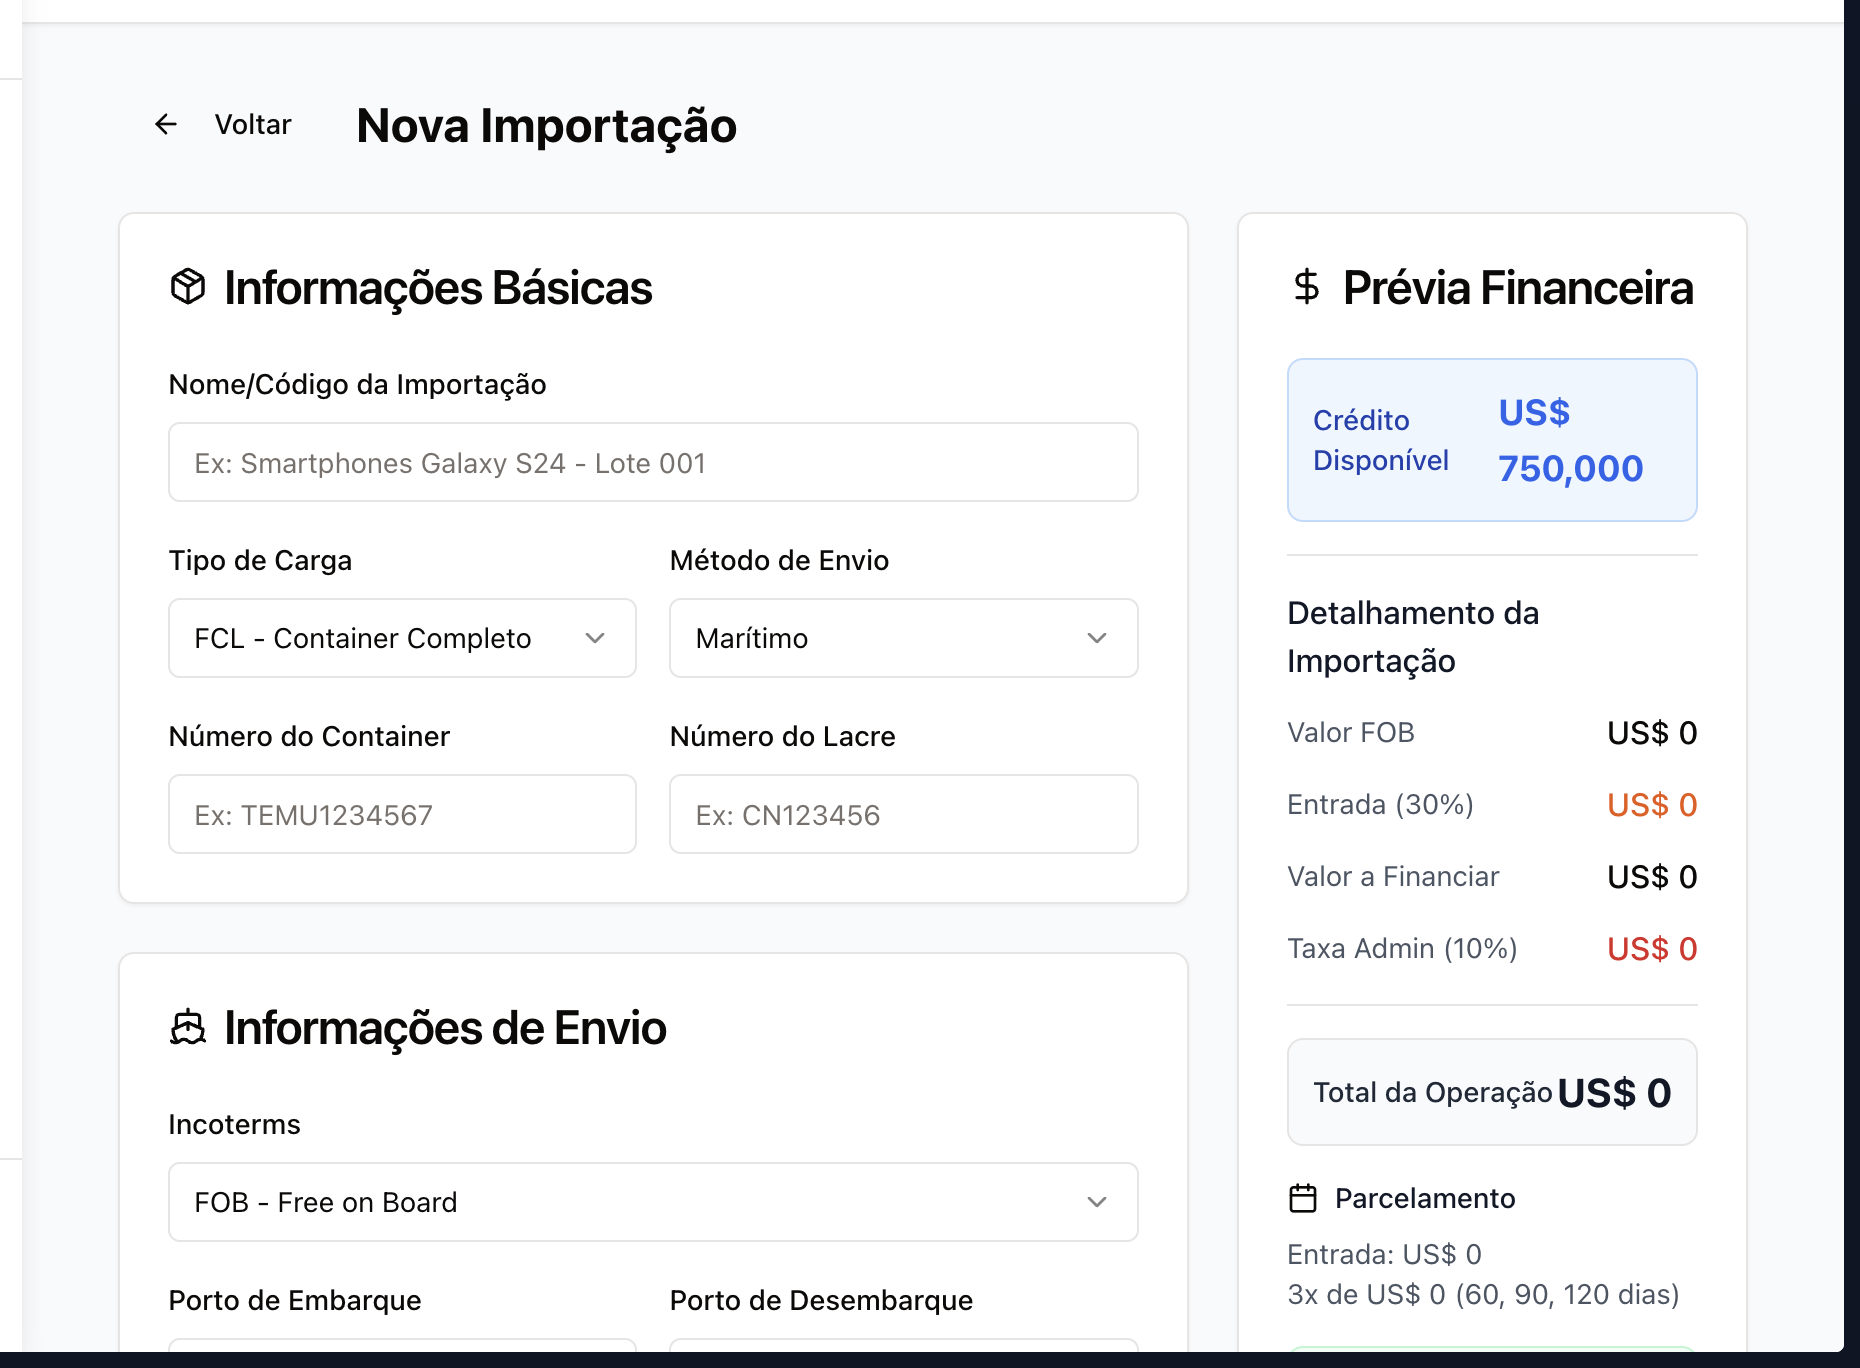 Voltar
Nova Importação
Informações Básicas
Nome/Código da Importação
Ex: Smartphones Galaxy S24 - Lote 001
Tipo de Carga
Método de Envio
FCL - Container Completo
Marítimo
Número do Container
Número do Lacre
Ex: TEMU1234567
Ex: CN123456
Informações de Envio
Incoterms
FOB - Free on Board
Porto de Embarque
Porto de Desembarque
$ Prévia Financeira
Crédito
Disponível
US$
750,000
Detalhamento da
Importação
Valor FOB US$ 0
Entrada (30%) US$ 0
Valor a Financiar US$ 0
Taxa Admin (10%) US$ 0
Total da Operação US$ 0
Parcelamento
Entrada: US$ 0
3x de US$ 0 (60, 90, 120 dias)